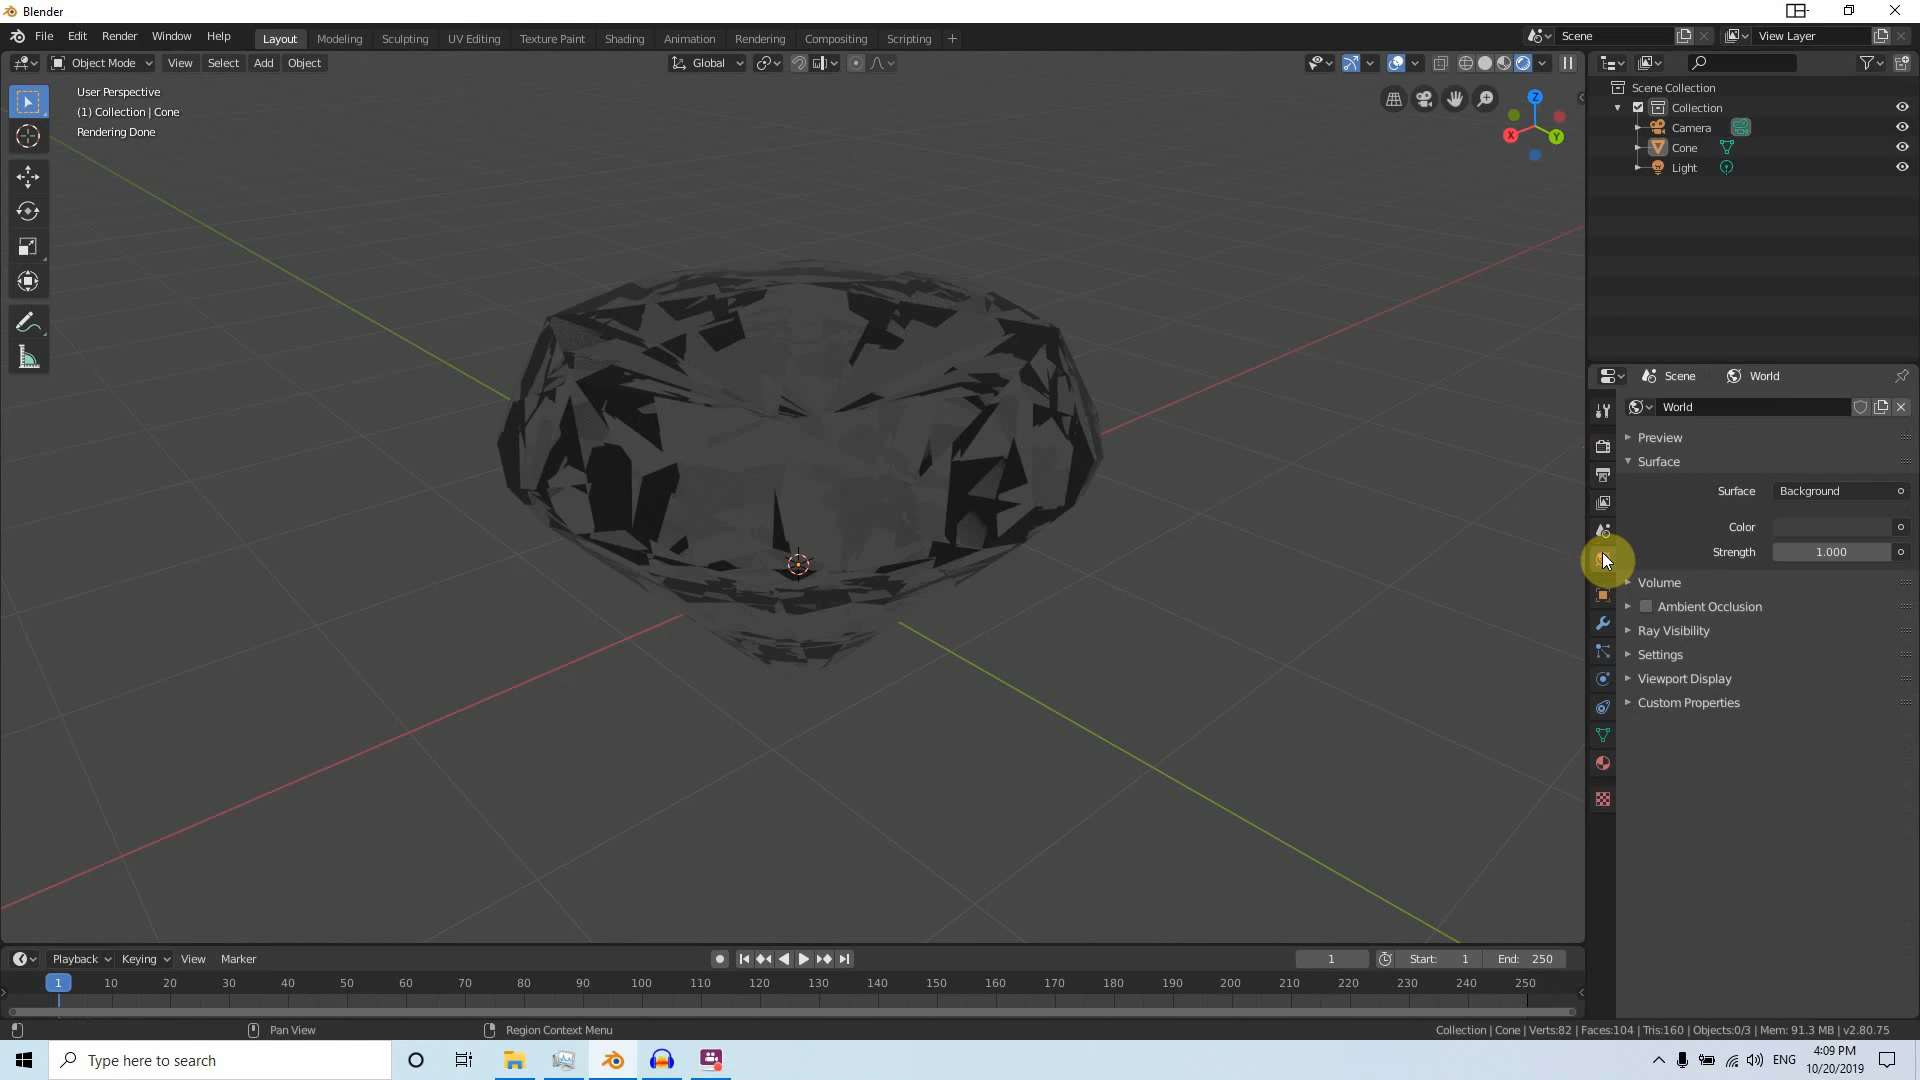 Blender
File Edit Render Window Help
Layout Modeling Sculpting UV Editing Texture Paint Shading Animation Rendering Compositing Scripting +
Scene
View Layer
Object Mode View Select Add Object
Global
User Perspective
(1) Collection | Cone
Rendering Done
Z
X
Y
Scene Collection
Collection
Camera
Cone
Light
Scene World
World
Preview
Surface
Surface Background
Color
Strength 1.000
Volume
Ambient Occlusion
Ray Visibility
Settings
Viewport Display
Custom Properties
Playback Keying View Marker
1 Start: 1 End: 250
1 10 20 30 40 50 60 70 80 90 100 110 120 130 140 150 160 170 180 190 200 210 220 230 240 250
Pan View Region Context Menu
Collection | Cone | Verts:82 | Faces:104 | Tris:160 | Objects:0/3 | Mem: 91.3 MB | v2.80.75
Type here to search
ENG
4:09 PM
10/20/2019